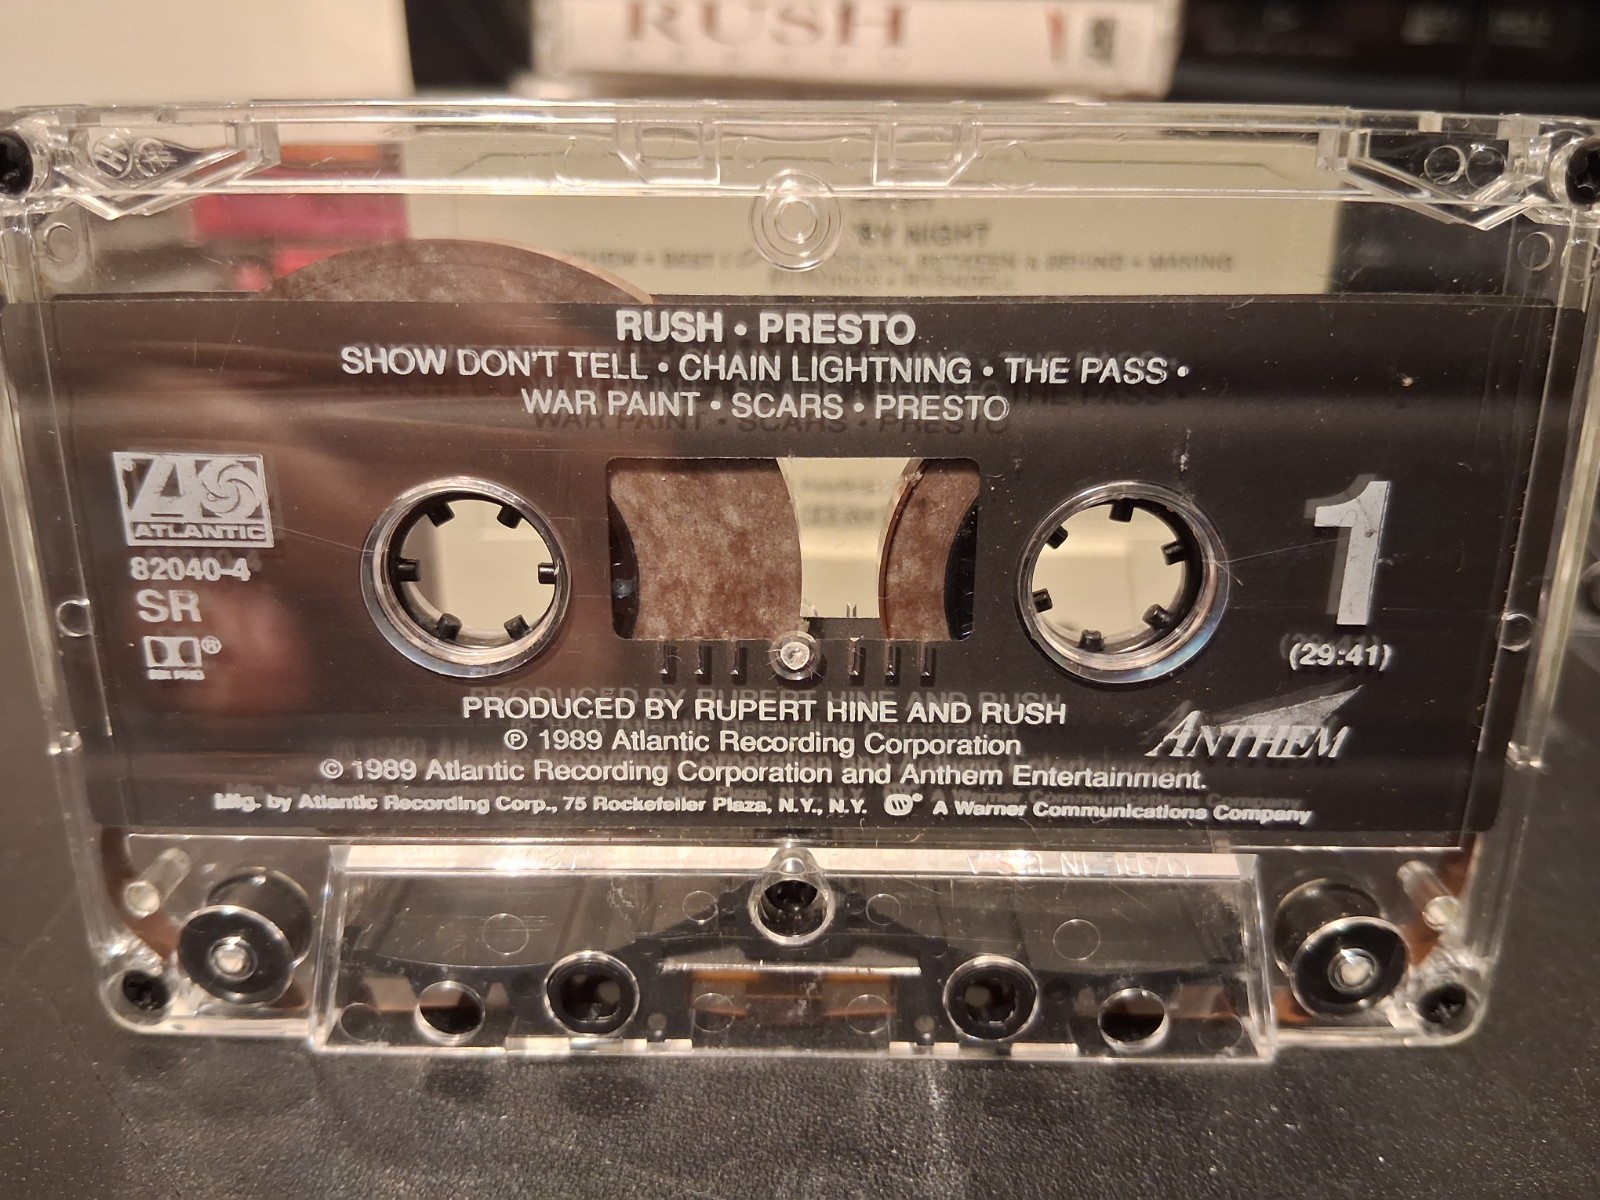 RUSH
BY NIGHT
RUSH • PRESTO
SHOW DON'T TELL • CHAIN LIGHTNING • THE PASS •
WAR PAINT • SCARS • PRESTO
ATLANTIC
82040-4
SR
1
(29:41)
PRODUCED BY RUPERT HINE AND RUSH
ANTHEM
℗ 1989 Atlantic Recording Corporation
© 1989 Atlantic Recording Corporation and Anthem Entertainment.
Mfg. by Atlantic Recording Corp., 75 Rockefeller Plaza, N.Y., N.Y. A Warner Communications Company